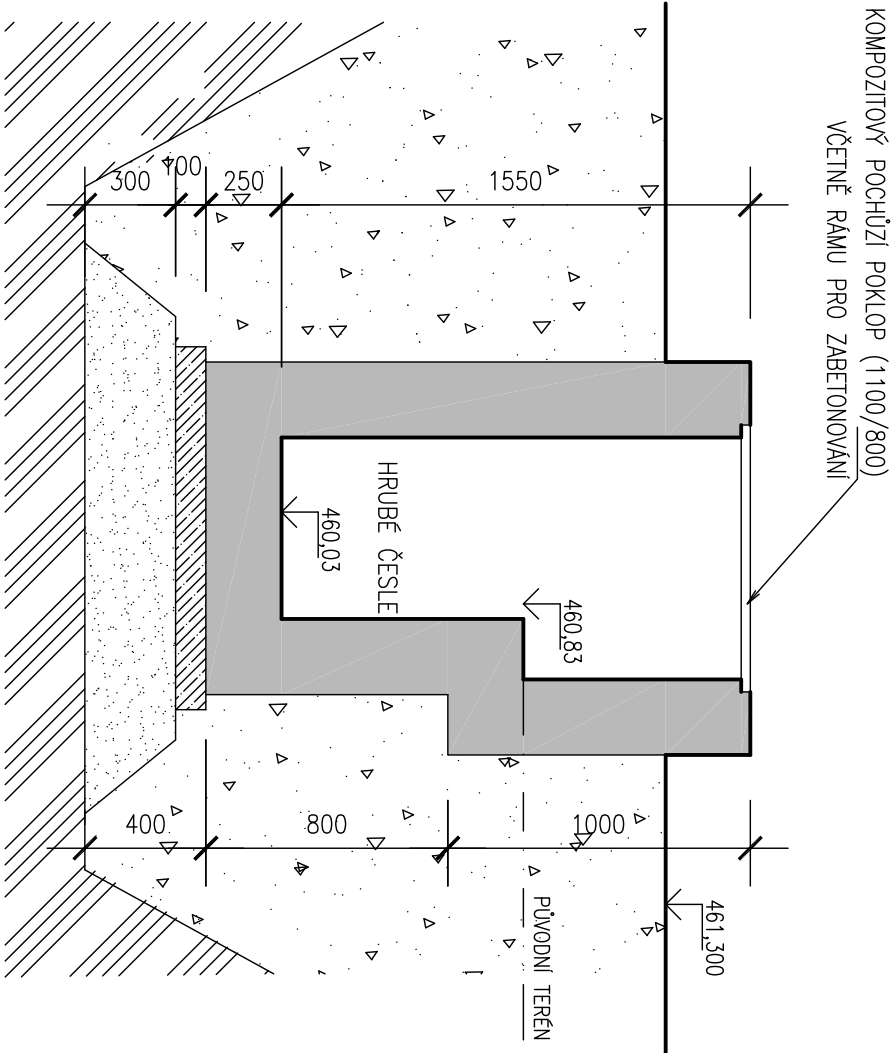 KOMPOZITOVÝ POCHŮZÍ POKLOP (1100/800)
VČETNĚ RÁMU PRO ZABETONOVÁNÍ
300
100
250
1550
HRUBÉ ČESLE
460,03
460,83
400
800
1000
461,300
PŮVODNÍ TERÉN